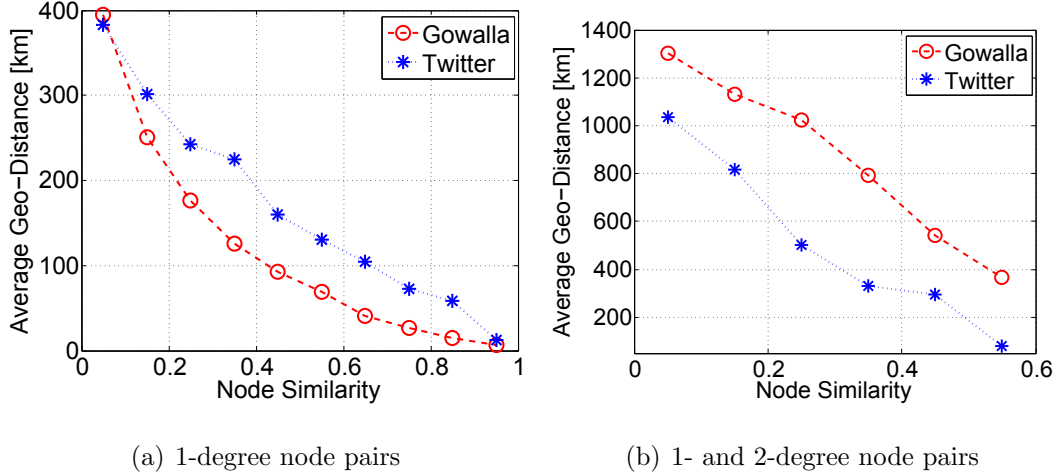 400
300
200
100
0
Average Geo−Distance [km]
Gowalla
Twitter
0 0.2 0.4 0.6 0.8 1
Node Similarity
(a) 1-degree node pairs
1400
1200
1000
800
600
400
200
Average Geo−Distance [km]
Gowalla
Twitter
0 0.2 0.4 0.6
Node Similarity
(b) 1- and 2-degree node pairs